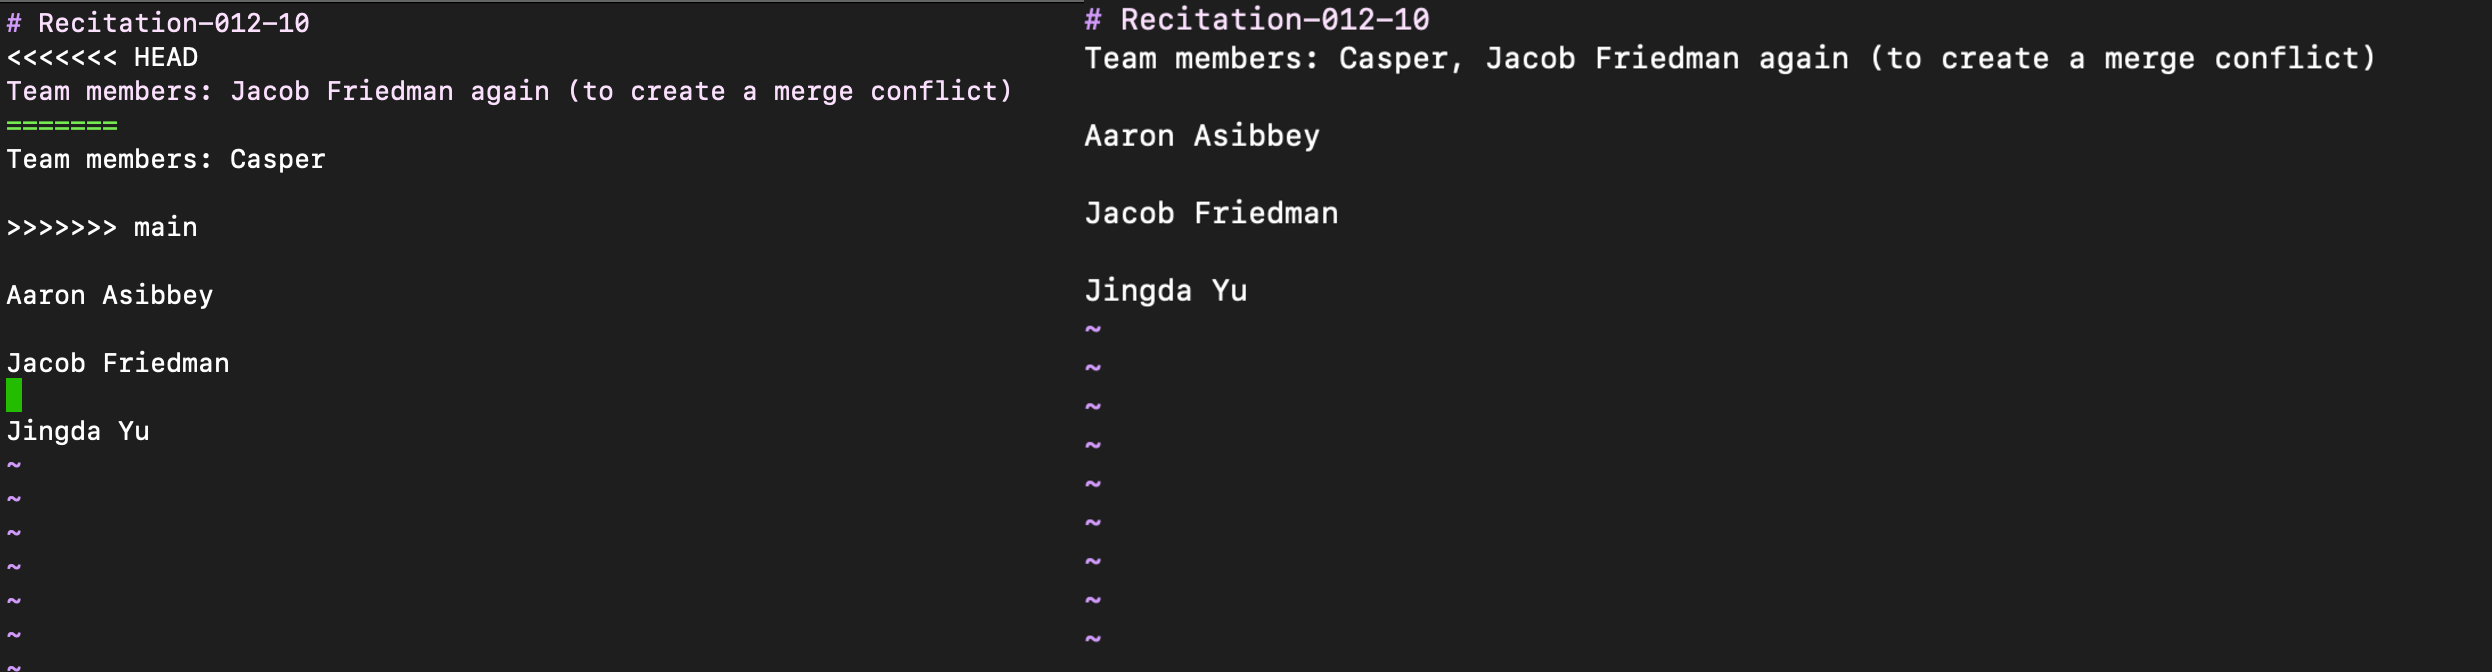 # Recitation-012-10
<<<<<<< HEAD
Team members: Jacob Friedman again (to create a merge conflict)
=======
Team members: Casper
>>>>>>> main
Aaron Asibbey
Jacob Friedman
Jingda Yu
~
~
~
~
~
~
~
# Recitation-012-10
Team members: Casper, Jacob Friedman again (to create a merge conflict)
Aaron Asibbey
Jacob Friedman
Jingda Yu
~
~
~
~
~
~
~
~
~